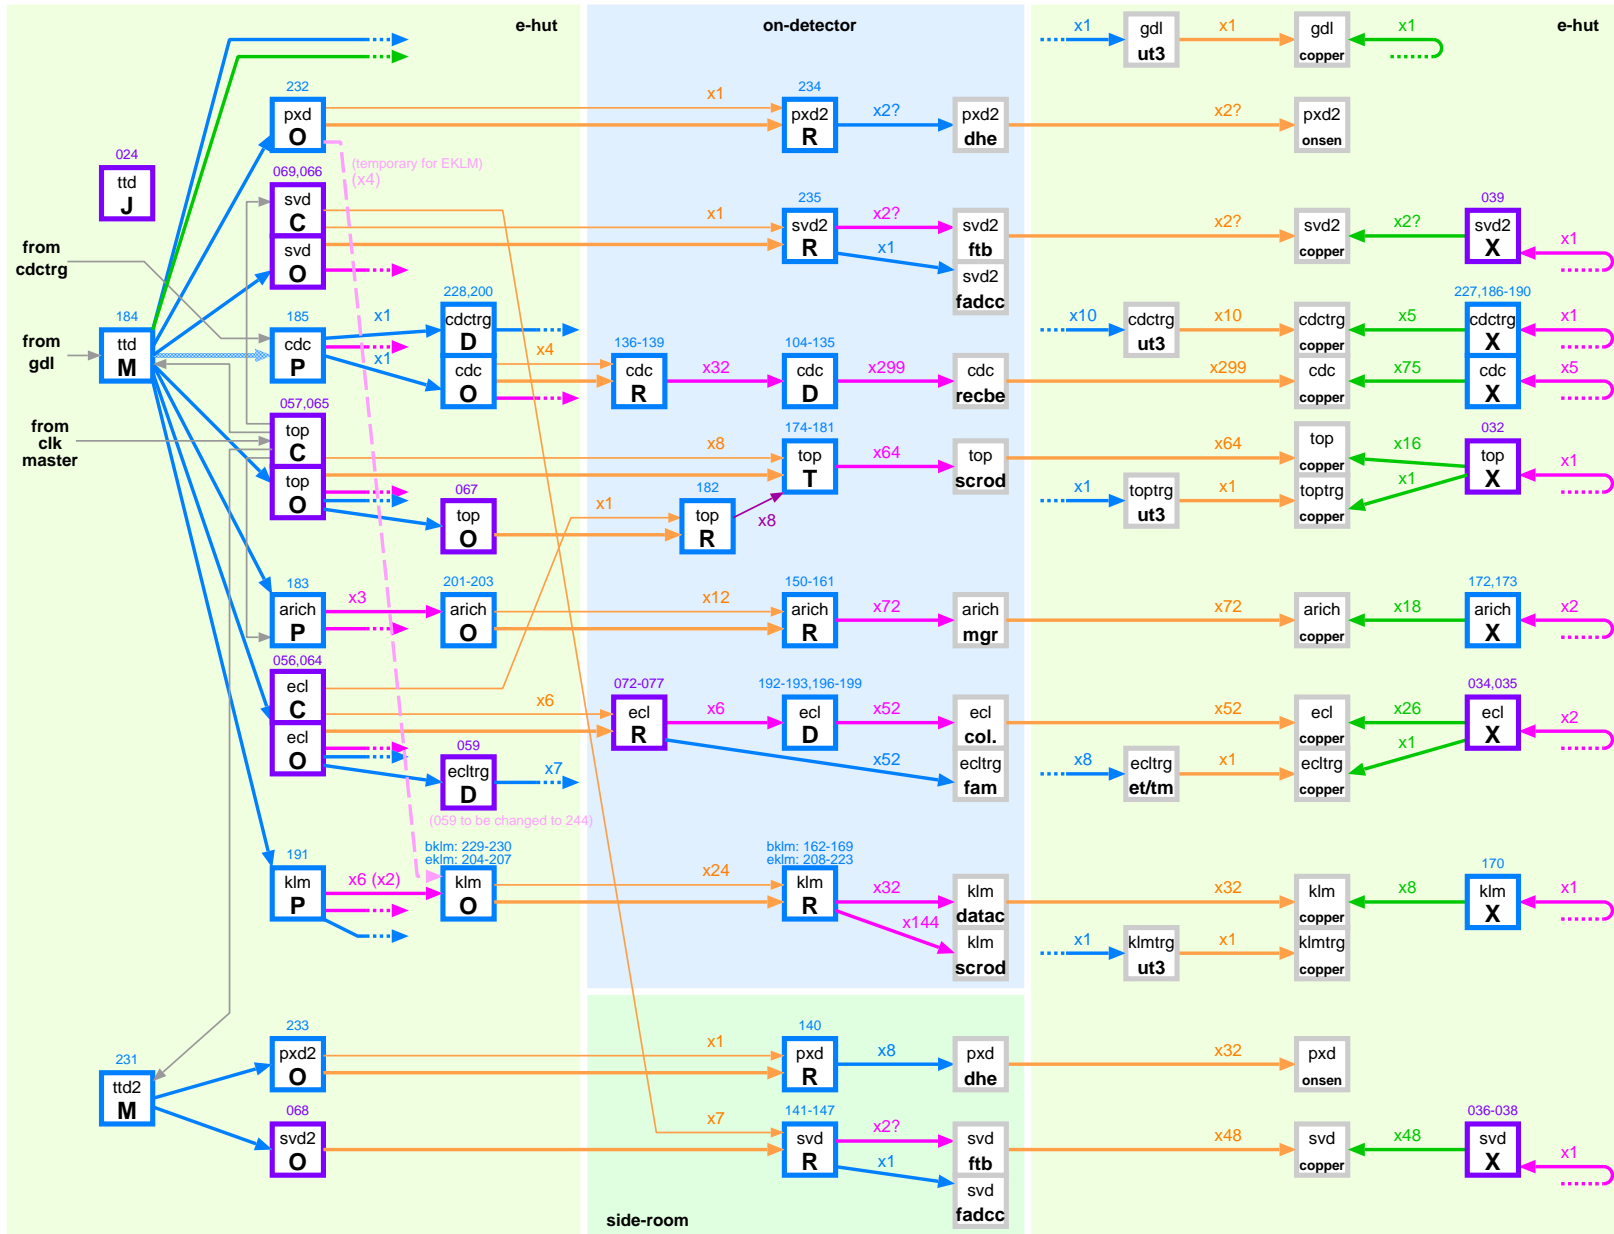 e-hut
on-detector
e-hut
x1
gdl
ut3
x1
gdl
copper
x1
232
pxd
O
x1
234
pxd2
R
x2?
pxd2
dhe
x2?
pxd2
onsen
024
ttd
J
(temporary for EKLM)
(x4)
069,066
svd
C
svd
O
x1
235
svd2
R
x2?
x1
svd2
ftb
svd2
fadcc
x2?
svd2
copper
x2?
039
svd2
X
x1
from
cdctrg
from
gdl
184
ttd
M
185
cdc
P
x1
x1
228,200
cdctrg
D
cdc
O
x4
136-139
cdc
R
x32
104-135
cdc
D
x299
cdc
recbe
x10
cdctrg
ut3
x10
x299
cdctrg
copper
cdc
copper
x5
x75
227,186-190
cdctrg
X
cdc
X
x1
x5
from
clk
master
057,065
top
C
top
O
x8
067
top
O
x1
182
top
R
x8
174-181
top
T
x64
top
scrod
x1
toptrg
ut3
x64
x1
top
copper
toptrg
copper
x16
x1
032
top
X
x1
183
arich
P
x3
201-203
arich
O
x12
150-161
arich
R
x72
arich
mgr
x72
arich
copper
x18
172,173
arich
X
x2
056,064
ecl
C
ecl
O
x6
059
ecltrg
D
x7
(059 to be changed to 244)
072-077
ecl
R
x6
192-193,196-199
ecl
D
x52
x52
ecl
col.
ecltrg
fam
x8
ecltrg
et/tm
x52
x1
ecl
copper
ecltrg
copper
x26
x1
034,035
ecl
X
x2
191
klm
P
x6 (x2)
bklm: 229-230
eklm: 204-207
klm
O
x24
bklm: 162-169
eklm: 208-223
klm
R
x32
x144
klm
datac
klm
scrod
x1
klmtrg
ut3
x32
x1
klm
copper
klmtrg
copper
x8
170
klm
X
x1
231
ttd2
M
233
pxd2
O
x1
140
pxd
R
x8
pxd
dhe
x32
pxd
onsen
068
svd2
O
x7
141-147
svd
R
x2?
x1
svd
ftb
svd
fadcc
x48
svd
copper
x48
036-038
svd
X
x1
side-room